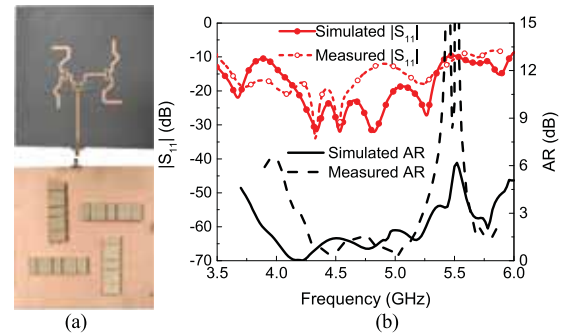 (a)
0
-10
-20
-30
-40
-50
-60
-70
|S11| (dB)
Simulated |S11|
Measured |S11|
Simulated AR
Measured AR
15
12
9
6
3
0
AR (dB)
3.5 4.0 4.5 5.0 5.5 6.0
Frequency (GHz)
(b)